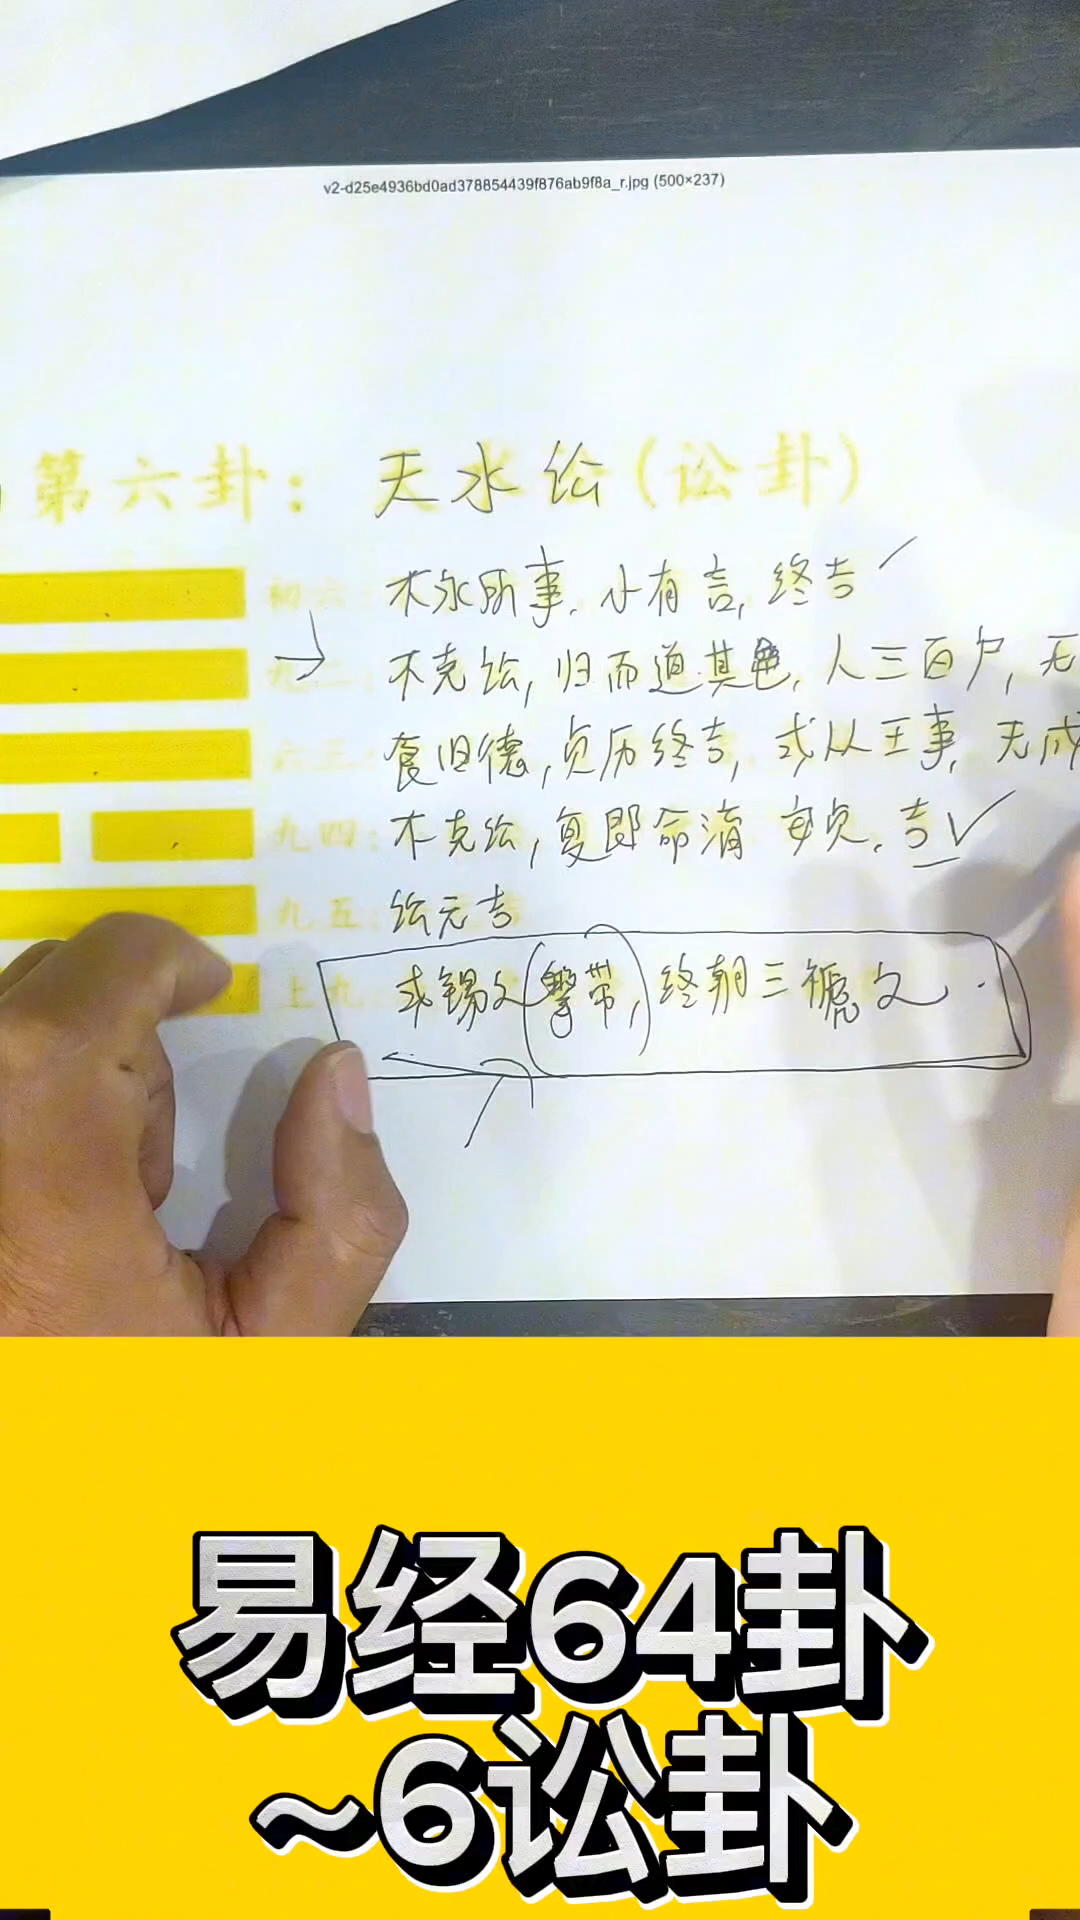 v2-d25e4936bd0ad378854439f876ab9f8a_r.jpg (500×237)
第六卦：天水讼(讼卦)
初六：不永所事，小有言，终吉
九二：不克讼，归而逋其邑，人三百户，无
六三：食旧德，贞历终吉，或从王事，无成
九四：不克讼，复即命渝 安贞，吉
九五：讼元吉
上九：或锡之鞶带，终朝三褫之.
易经64卦
~6讼卦